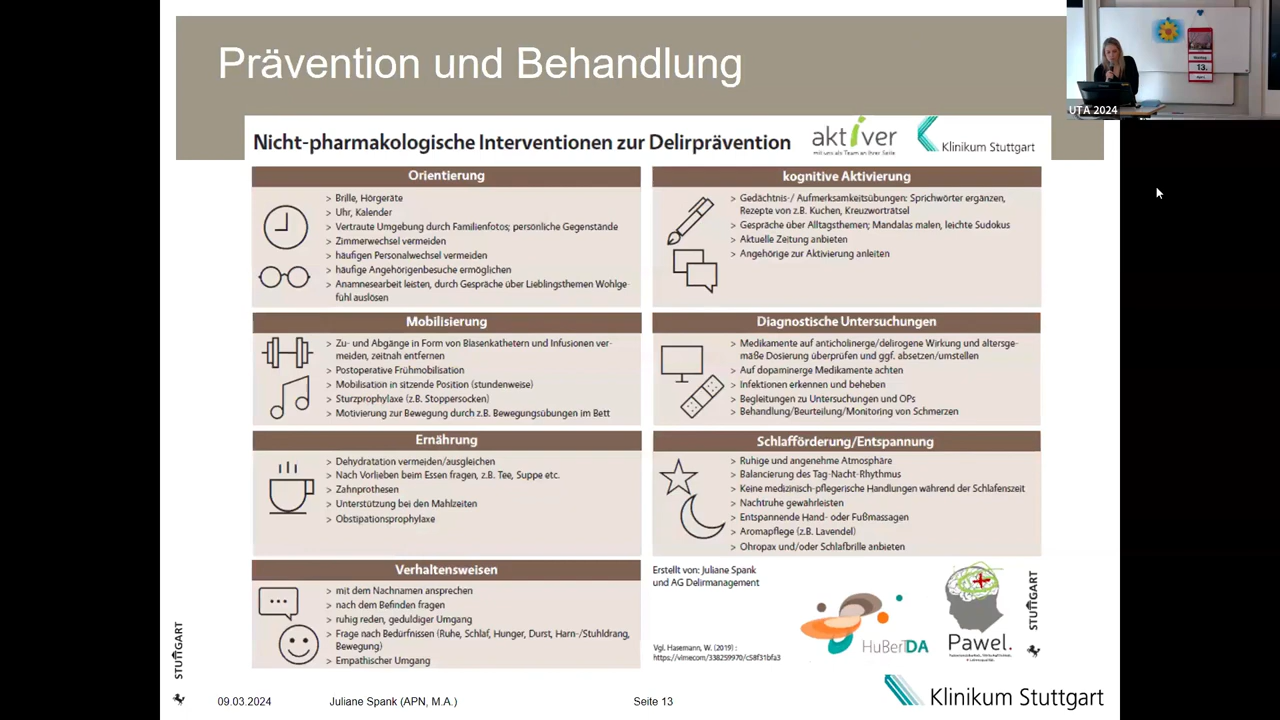 Prävention und Behandlung
UTA 2024
13.
Nicht-pharmakologische Interventionen zur Delirprävention
aktiver
mit uns als Team an Ihrer Seite
Klinikum Stuttgart
Orientierung
> Brille, Hörgeräte
> Uhr, Kalender
> Vertraute Umgebung durch Familienfotos; persönliche Gegenstände
> Zimmerwechsel vermeiden
> häufigen Personalwechsel vermeiden
> häufige Angehörigenbesuche ermöglichen
> Anamnesearbeit leisten, durch Gespräche über Lieblingsthemen Wohlge-
fühl auslösen
kognitive Aktivierung
> Gedächtnis-/ Aufmerksamkeitsübungen: Sprichwörter ergänzen,
Rezepte von z.B. Kuchen, Kreuzworträtsel
> Gespräche über Alltagsthemen; Mandalas malen, leichte Sudokus
> Aktuelle Zeitung anbieten
> Angehörige zur Aktivierung anleiten
Mobilisierung
> Zu- und Abgänge in Form von Blasenkathetern und Infusionen ver-
meiden, zeitnah entfernen
> Postoperative Frühmobilisation
> Mobilisation in sitzende Position (stundenweise)
> Sturzprophylaxe (z.B. Stoppersocken)
> Motivierung zur Bewegung durch z.B. Bewegungsübungen im Bett
Diagnostische Untersuchungen
> Medikamente auf anticholinerge/delirogene Wirkung und altersge-
mäße Dosierung überprüfen und ggf. absetzen/umstellen
> Auf dopaminerge Medikamente achten
> Infektionen erkennen und beheben
> Begleitungen zu Untersuchungen und OPs
> Behandlung/Beurteilung/Monitoring von Schmerzen
Ernährung
> Dehydratation vermeiden/ausgleichen
> Nach Vorlieben beim Essen fragen, z.B. Tee, Suppe etc.
> Zahnprothesen
> Unterstützung bei den Mahlzeiten
> Obstipationsprophylaxe
Schlafförderung/Entspannung
> Ruhige und angenehme Atmosphäre
> Balancierung des Tag-Nacht-Rhythmus
> Keine medizinisch-pflegerische Handlungen während der Schlafenszeit
> Nachtruhe gewährleisten
> Entspannende Hand- oder Fußmassagen
> Aromapflege (z.B. Lavendel)
> Ohropax und/oder Schlafbrille anbieten
Verhaltensweisen
> mit dem Nachnamen ansprechen
> nach dem Befinden fragen
> ruhig reden, geduldiger Umgang
> Frage nach Bedürfnissen (Ruhe, Schlaf, Hunger, Durst, Harn-/Stuhldrang,
Bewegung)
> Empathischer Umgang
Erstellt von: Juliane Spank
und AG Delirmanagement
Vgl. Hasemann, W. (2019) :
https://vimeo.com/338259970/c58f31bfa3
HuBerTDA
Pawel.
STUTTGART
STUTTGART
09.03.2024
Juliane Spank (APN, M.A.)
Seite 13
Klinikum Stuttgart